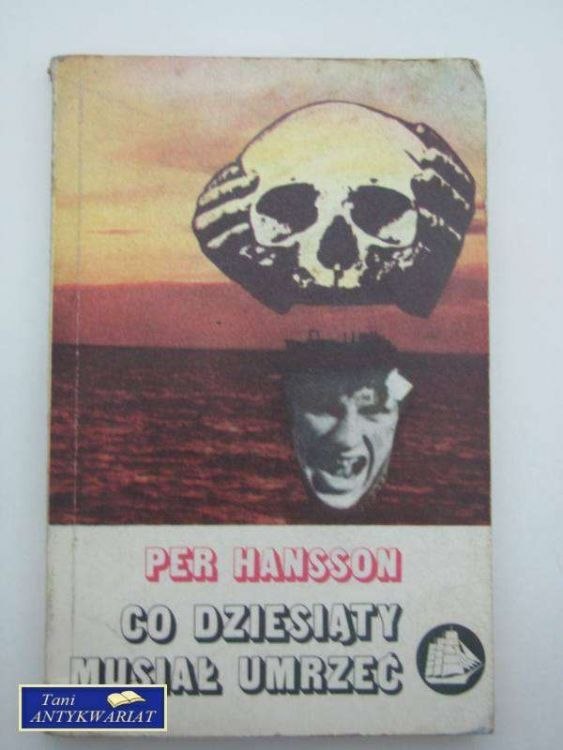 PER HANSSON
CO DZIESIĄTY
MUSIAŁ UMRZEĆ
Tani
ANTYKWARIAT